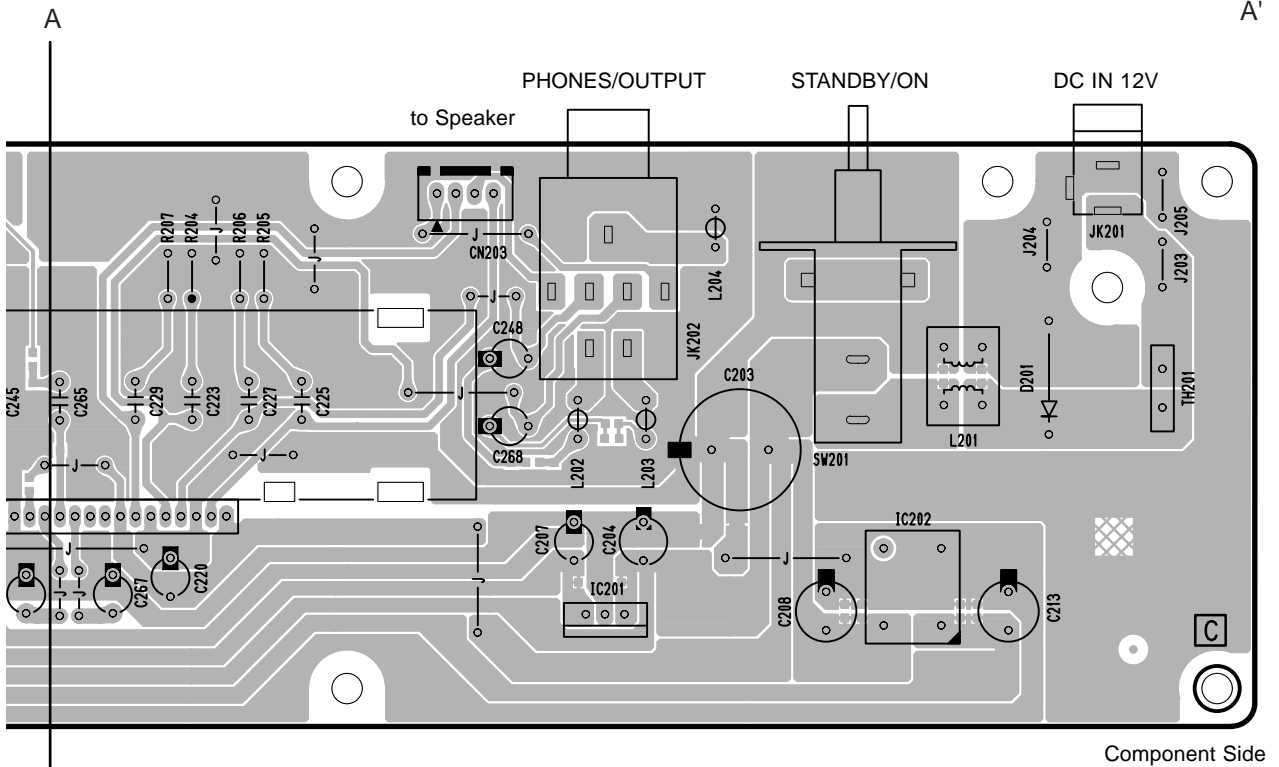 A
A'
PHONES/OUTPUT
STANDBY/ON
DC IN 12V
to Speaker
R207
R204
J
R206
R205
J
J
CN203
L204
J204
JK201
J205
J203
J
C248
JK202
C245
C265
C229
C223
C227
C225
J
C203
D201
TH201
L201
J
C268
L202
L203
SW201
J
C207
C204
IC202
J
J
J
C267
C220
J
IC201
J
C208
C213
C
Component Side